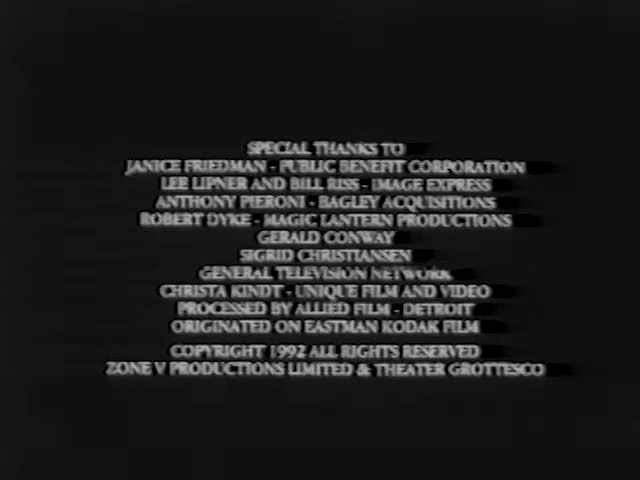 SPECIAL THANKS TO
JANICE FRIEDMAN - PUBLIC BENEFIT CORPORATION
LEE LIPNER AND BILL RISS - IMAGE EXPRESS
ANTHONY PIERONI - BAGLEY ACQUISITIONS
ROBERT DYKE - MAGIC LANTERN PRODUCTIONS
GERALD CONWAY
SIGRID CHRISTIANSEN
GENERAL TELEVISION NETWORK
CHRISTA KINDT - UNIQUE FILM AND VIDEO
PROCESSED BY ALLIED FILM - DETROIT
ORIGINATED ON EASTMAN KODAK FILM
COPYRIGHT 1992 ALL RIGHTS RESERVED
ZONE V PRODUCTIONS LIMITED & THEATER GROTTESCO